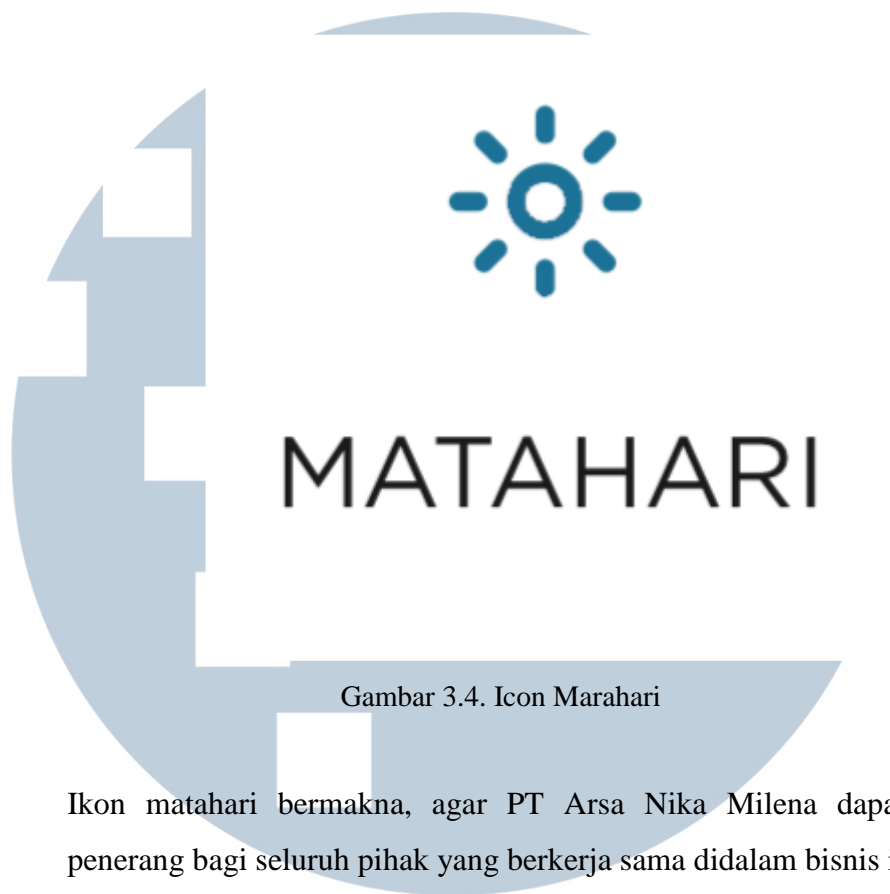 MATAHARI
Gambar 3.4. Icon Marahari
Ikon matahari bermakna, agar PT Arsa Nika Milena
penerang bagi seluruh pihak yang berkerja sama didalam bisnis